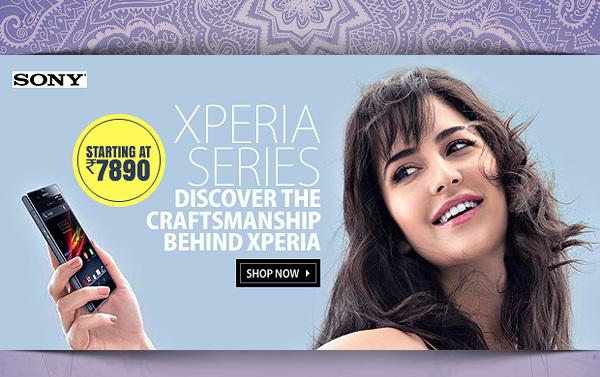 SONY
XPERIA
SERIES
STARTING AT
₹7890
DISCOVER THE
CRAFTSMANSHIP
BEHIND XPERIA
SHOP NOW